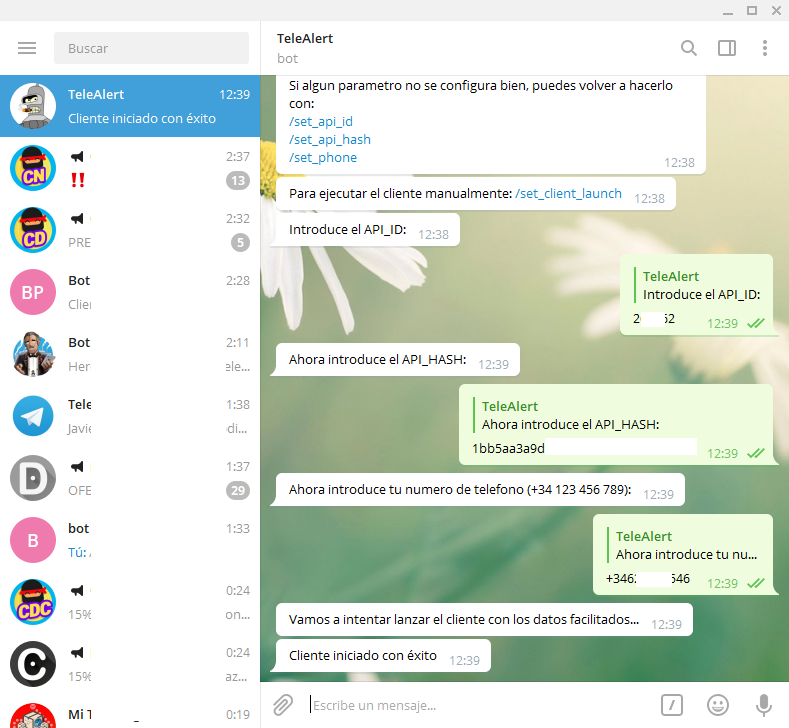 Buscar
TeleAlert
12:39
Cliente iniciado con éxito
CN
2:37
‼
13
CD
2:32
PRE
5
BP
Bot
2:28
Clie
Bot
2:11
Her
ele...
Tele
1:38
Javie
di...
D
1:37
OFE
29
B
bot
1:33
Tú:
CDC
0:24
15%
on...
C
0:24
15%
az...
Mi T
0:19
TeleAlert
bot
Si algun parametro no se configura bien, puedes volver a hacerlo
con:
/set_api_id
/set_api_hash
/set_phone
12:38
Para ejecutar el cliente manualmente: /set_client_launch
12:38
Introduce el API_ID:
12:38
TeleAlert
Introduce el API_ID:
2 52
12:39
Ahora introduce el API_HASH:
12:39
TeleAlert
Ahora introduce el API_HASH:
1bb5aa3a9d
12:39
Ahora introduce tu numero de telefono (+34 123 456 789):
12:39
TeleAlert
Ahora introduce tu nu...
+346 546
12:39
Vamos a intentar lanzar el cliente con los datos facilitados...
12:39
Cliente iniciado con éxito
12:39
Escribe un mensaje...